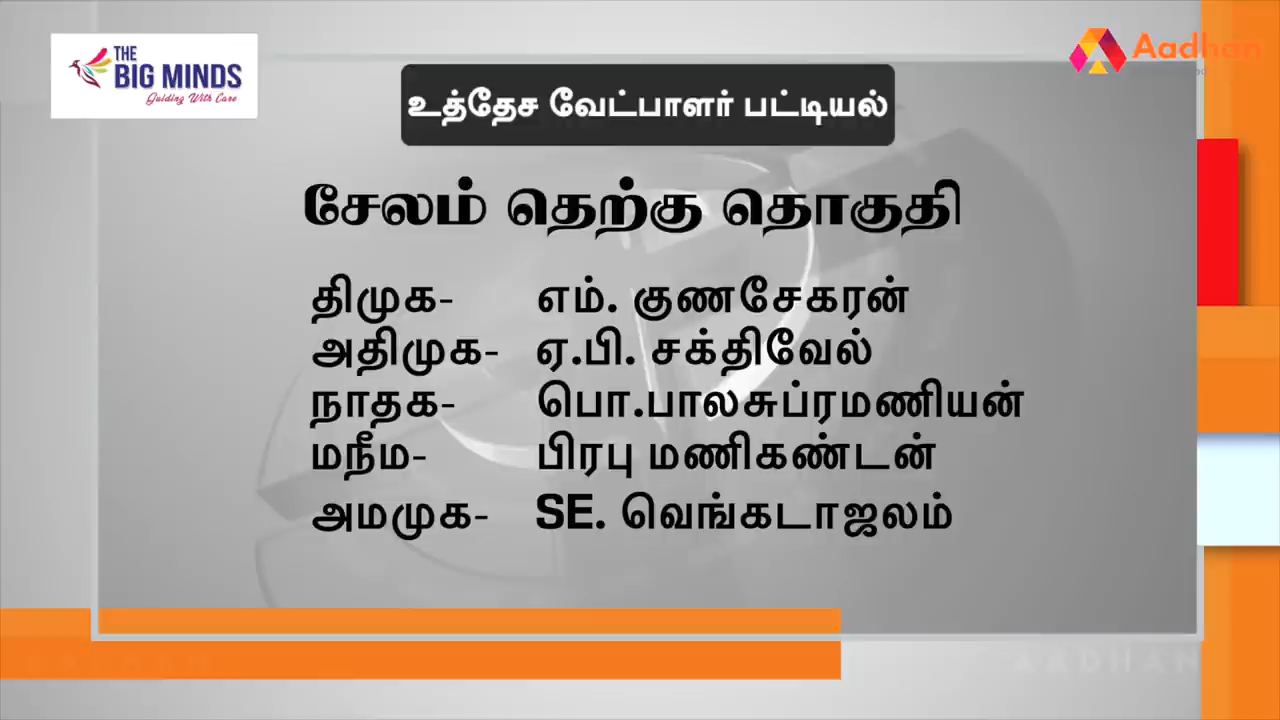 THE
BIG MINDS
Guiding With Care
Aadhan
உத்தேச வேட்பாளர் பட்டியல்
சேலம் தெற்கு தொகுதி
திமுக- எம். குணசேகரன்
அதிமுக- ஏ.பி. சக்திவேல்
நாதக- பொ.பாலசுப்ரமணியன்
மநீம- பிரபு மணிகண்டன்
அமமுக- SE. வெங்கடாஜலம்
AADHAN